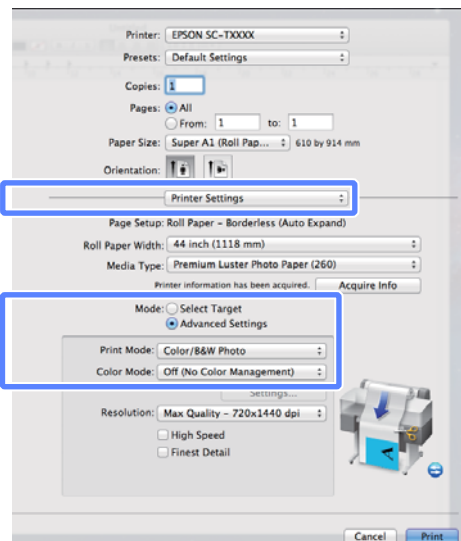 Printer: EPSON SC-TXXXX
Presets: Default Settings
Copies: 1
Pages: All
From: 1 to: 1
Paper Size: Super A1 (Roll Pap... 610 by 914 mm
Orientation:
Printer Settings
Page Setup: Roll Paper - Borderless (Auto Expand)
Roll Paper Width: 44 inch (1118 mm)
Media Type: Premium Luster Photo Paper (260)
Printer information has been acquired. Acquire Info
Mode: Select Target
Advanced Settings
Print Mode: Color/B&W Photo
Color Mode: Off (No Color Management)
Settings...
Resolution: Max Quality - 720x1440 dpi
High Speed
Finest Detail
Cancel Print